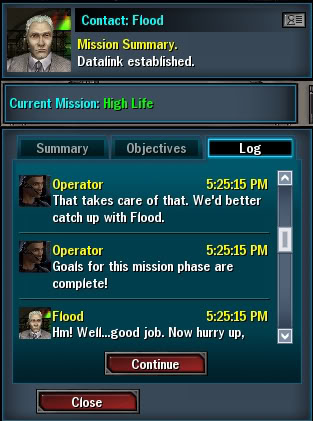 Contact: Flood
Mission Summary.
Datalink established.
Current Mission: High Life
Summary Objectives Log
Operator 5:25:15 PM
That takes care of that. We'd better
catch up with Flood.
Operator 5:25:15 PM
Goals for this mission phase are
complete!
Flood 5:25:15 PM
Hm! Well...good job. Now hurry up,
Continue
Close